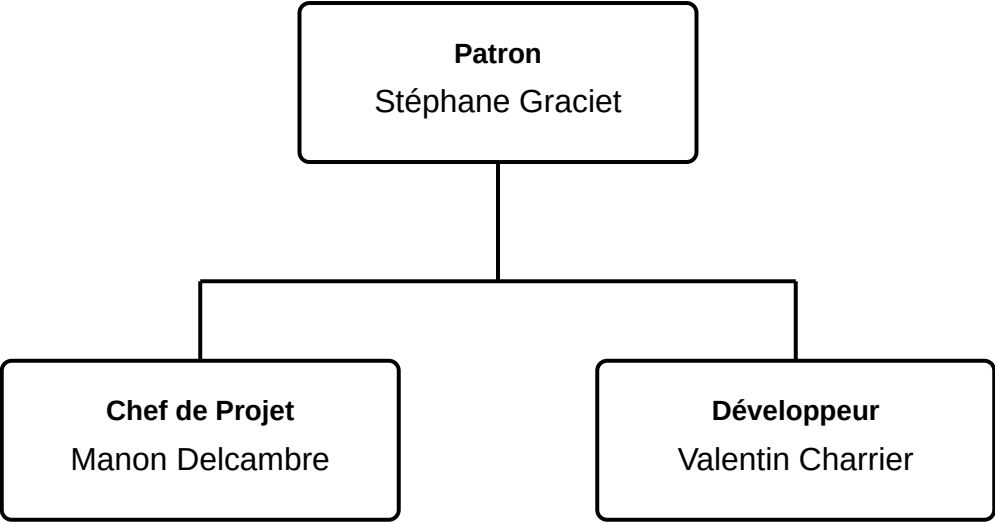 Patron
Stéphane Graciet
Chef de Projet
Manon Delcambre
Développeur
Valentin Charrier